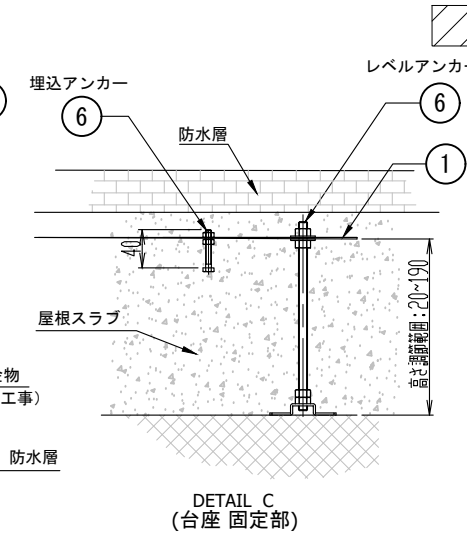 埋込アンカー
6
レベルアンカー
6
防水層
1
40
高さ調節範囲:20~190
屋根スラブ
金物
工事)
防水層
DETAIL C
(台座 固定部)